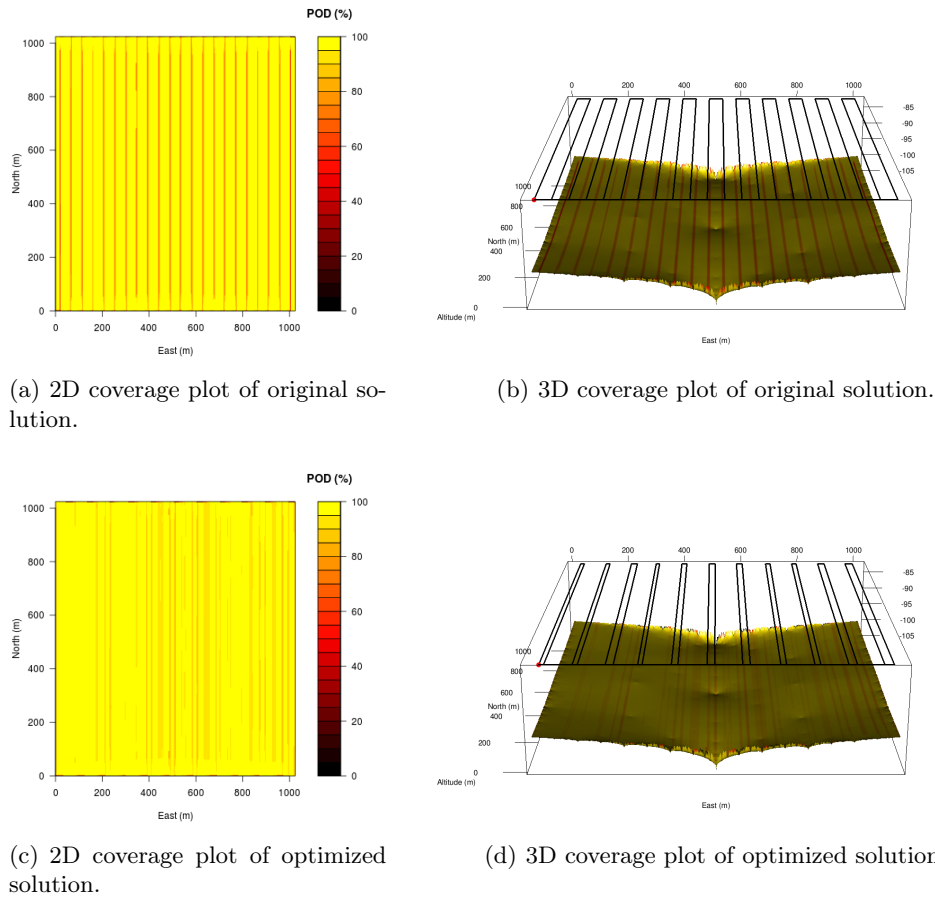 POD (%)
1000
800
600
400
200
0
North (m)
0 200 400 600 800 1000
East (m)
100
80
60
40
20
0
0 200 400 600 800 1000
-85
-90
-95
-100
-105
1000
800
600
North (m)
400
200
0
Altitude (m)
East (m)
(a) 2D coverage plot of original so-
lution.
(b) 3D coverage plot of original solution.
POD (%)
1000
800
600
400
200
0
North (m)
0 200 400 600 800 1000
East (m)
100
80
60
40
20
0
0 200 400 600 800 1000
-85
-90
-95
-100
-105
1000
800
600
North (m)
400
200
0
Altitude (m)
East (m)
(c) 2D coverage plot of optimized
solution.
(d) 3D coverage plot of optimized solution